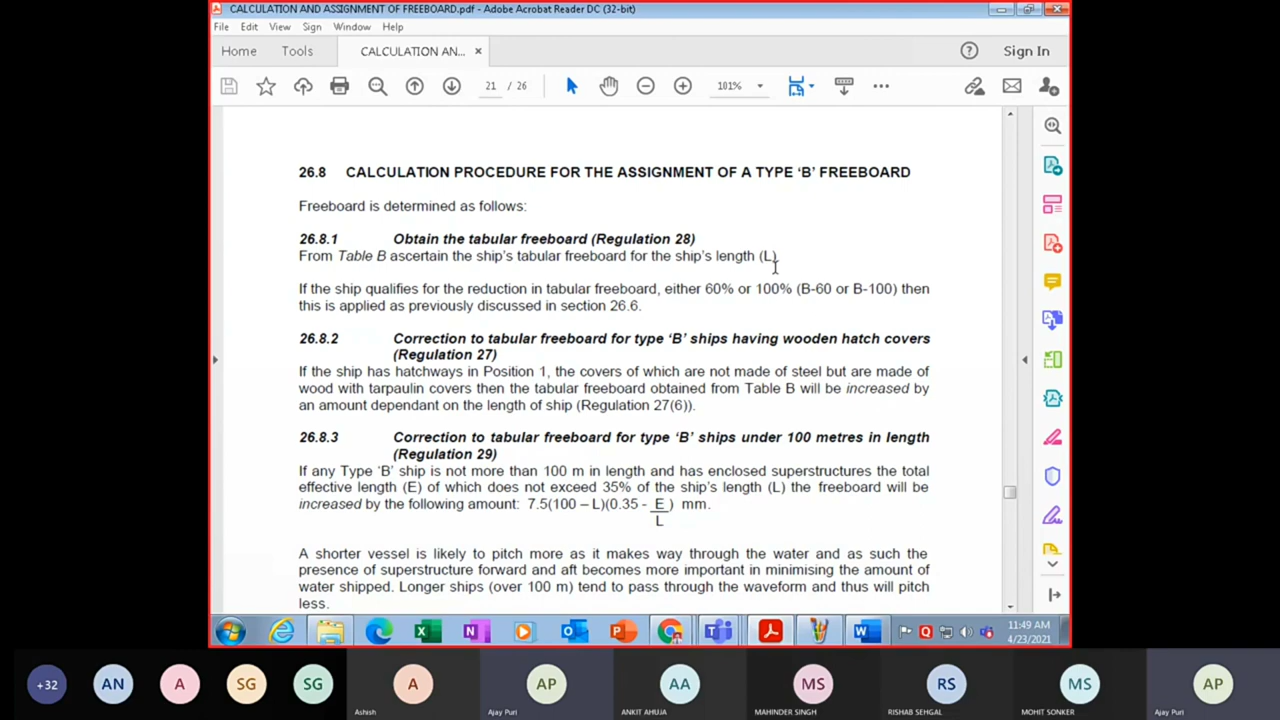 CALCULATION AND ASSIGNMENT OF FREEBOARD.pdf - Adobe Acrobat Reader DC (32-bit)
File Edit View Sign Window Help
Home Tools CALCULATION AN... × Sign In
21 / 26 101%
26.8 CALCULATION PROCEDURE FOR THE ASSIGNMENT OF A TYPE ‘B’ FREEBOARD
Freeboard is determined as follows:
26.8.1 Obtain the tabular freeboard (Regulation 28)
From Table B ascertain the ship’s tabular freeboard for the ship’s length (L).
If the ship qualifies for the reduction in tabular freeboard, either 60% or 100% (B-60 or B-100) then
this is applied as previously discussed in section 26.6.
26.8.2 Correction to tabular freeboard for type ‘B’ ships having wooden hatch covers
(Regulation 27)
If the ship has hatchways in Position 1, the covers of which are not made of steel but are made of
wood with tarpaulin covers then the tabular freeboard obtained from Table B will be increased by
an amount dependant on the length of ship (Regulation 27(6)).
26.8.3 Correction to tabular freeboard for type ‘B’ ships under 100 metres in length
(Regulation 29)
If any Type ‘B’ ship is not more than 100 m in length and has enclosed superstructures the total
effective length (E) of which does not exceed 35% of the ship’s length (L) the freeboard will be
increased by the following amount: 7.5(100 – L)(0.35 - E ) mm.
L
A shorter vessel is likely to pitch more as it makes way through the water and as such the
presence of superstructure forward and aft becomes more important in minimising the amount of
water shipped. Longer ships (over 100 m) tend to pass through the waveform and thus will pitch
less.
11:49 AM
4/23/2021
+32 AN A SG SG A AP AA MS RS MS AP
Ashish Ajay Puri ANKIT AHUJA MAHINDER SINGH RISHAB SEHGAL MOHIT SONKER Ajay Puri